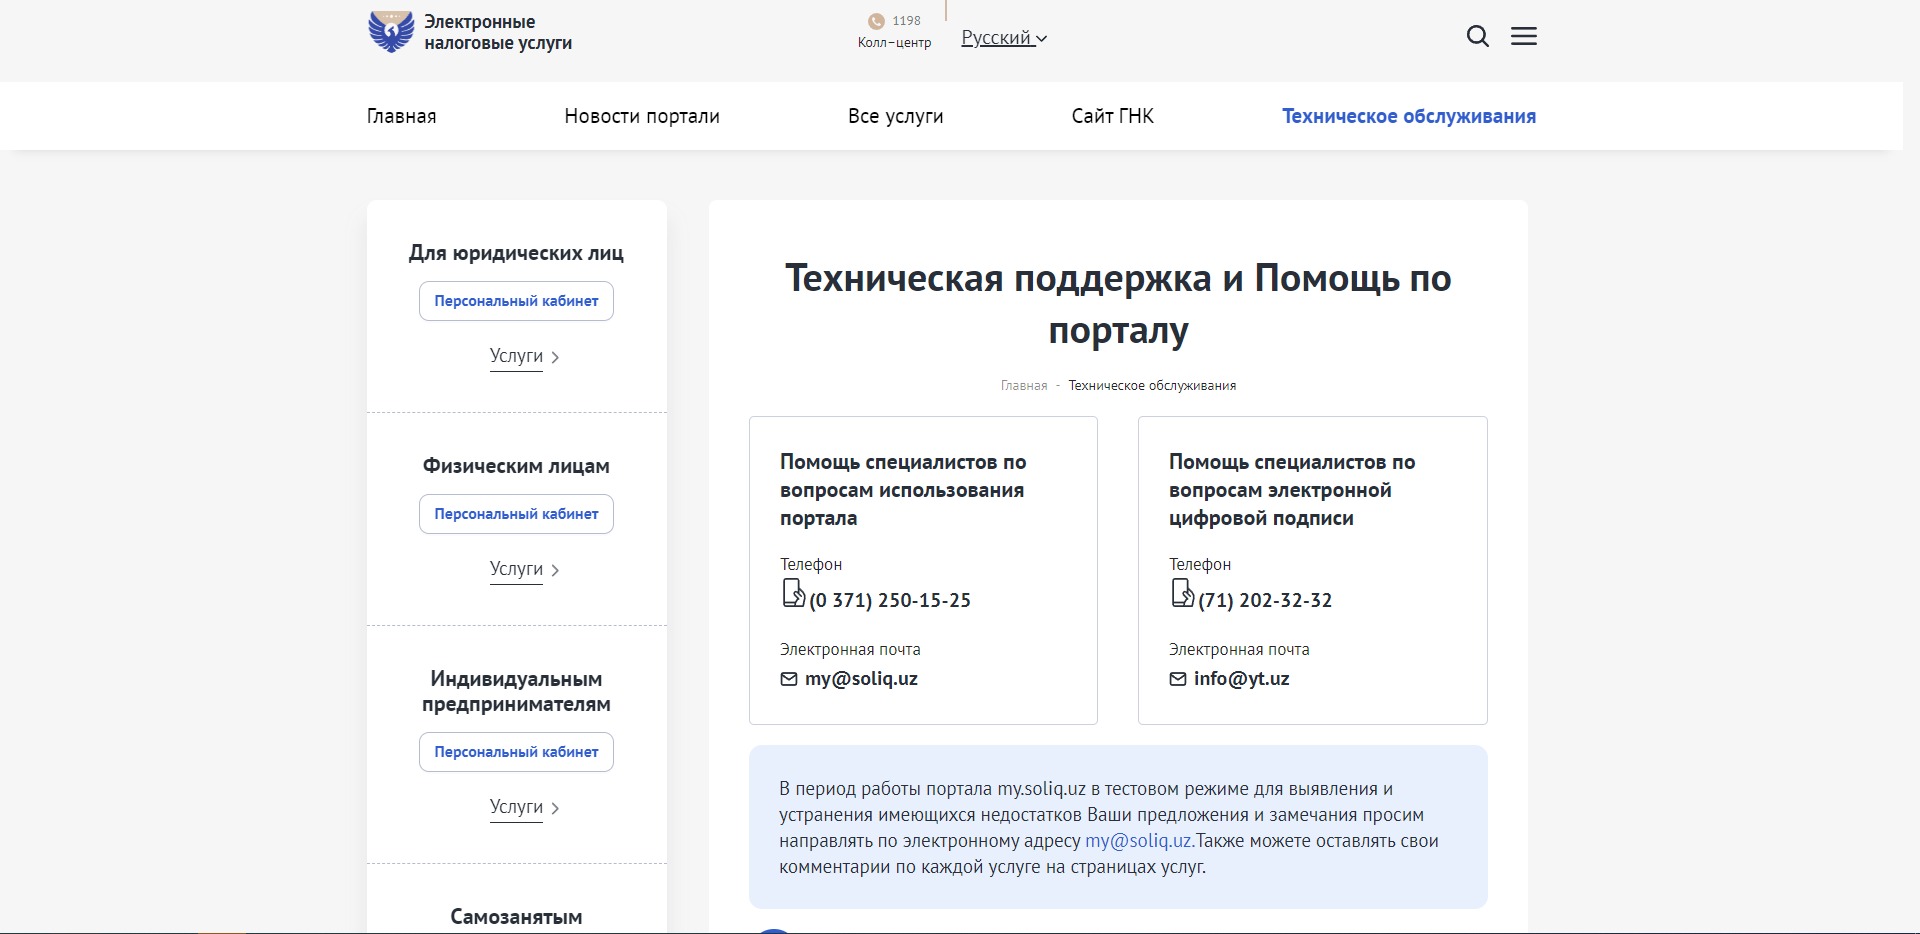 Электронные
налоговые услуги
1198
Колл-центр
Русский
Главная
Новости портали
Все услуги
Сайт ГНК
Техническое обслуживания
Для юридических лиц
Персональный кабинет
Услуги
Физическим лицам
Персональный кабинет
Услуги
Индивидуальным
предпринимателям
Персональный кабинет
Услуги
Самозанятым
Техническая поддержка и Помощь по
порталу
Главная - Техническое обслуживания
Помощь специалистов по
вопросам использования
портала
Телефон
(0 371) 250-15-25
Электронная почта
my@soliq.uz
Помощь специалистов по
вопросам электронной
цифровой подписи
Телефон
(71) 202-32-32
Электронная почта
info@yt.uz
В период работы портала my.soliq.uz в тестовом режиме для выявления и
устранения имеющихся недостатков Ваши предложения и замечания просим
направлять по электронному адресу my@soliq.uz.Также можете оставлять свои
комментарии по каждой услуге на страницах услуг.